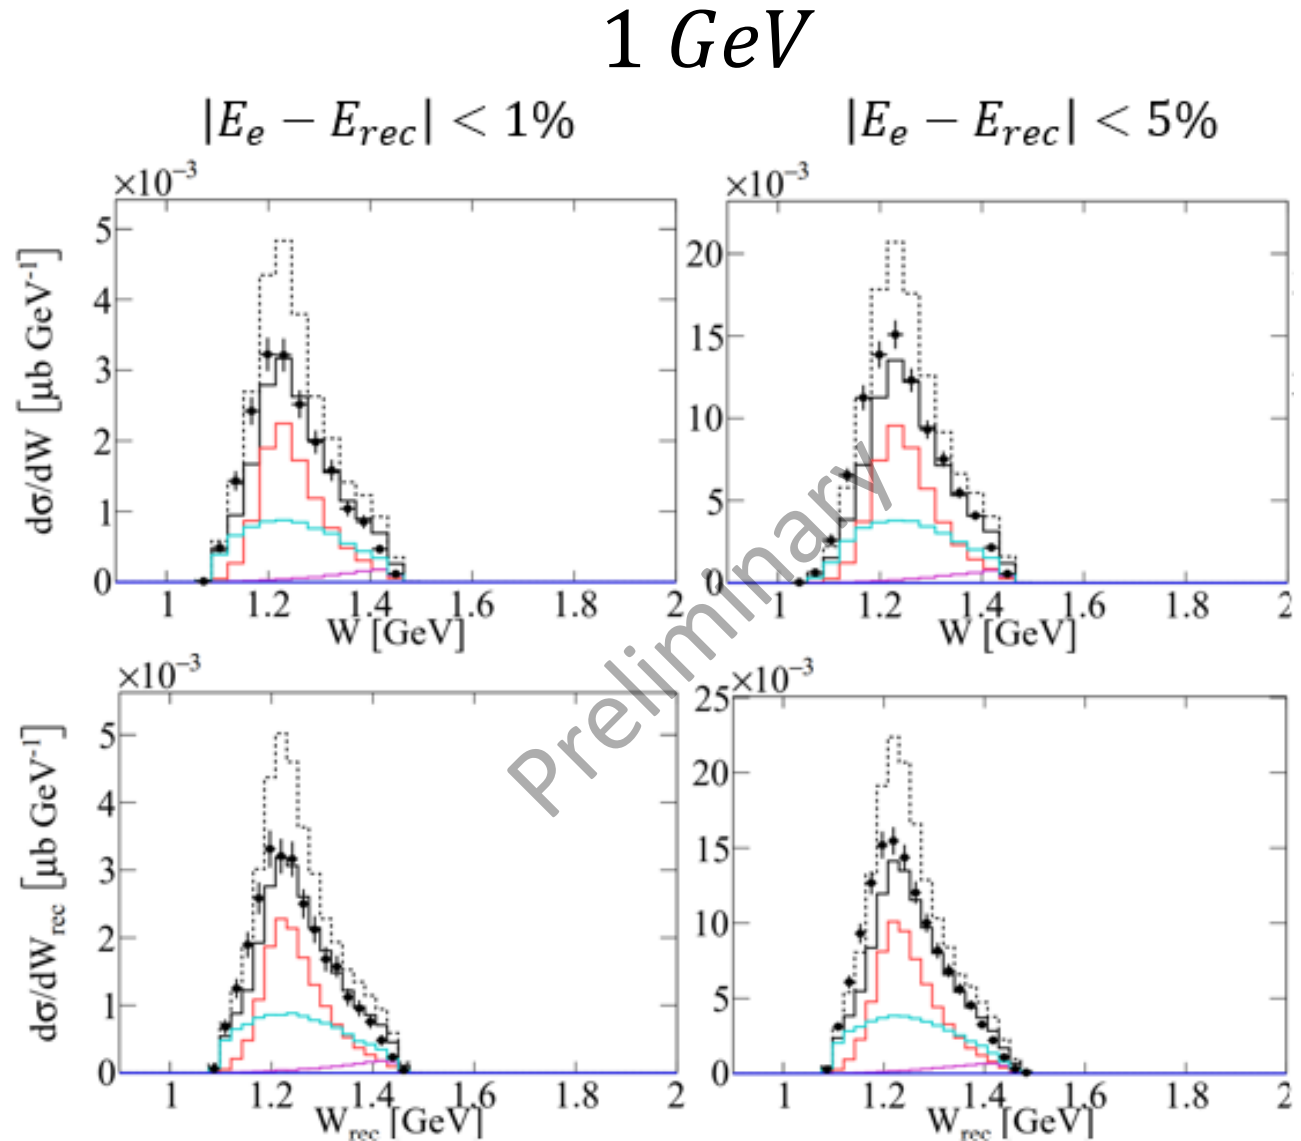 1 GeV
|E_e − E_rec| < 1%
|E_e − E_rec| < 5%
×10⁻³
dσ/dW [μb GeV⁻¹]
5
4
3
2
1
0
1 1.2 1.4 1.6 1.8 2
W [GeV]
×10⁻³
20
15
10
5
0
1 1.2 1.4 1.6 1.8 2
W [GeV]
Preliminary
×10⁻³
dσ/dW_rec [μb GeV⁻¹]
5
4
3
2
1
0
1 1.2 1.4 1.6 1.8 2
W_rec [GeV]
×10⁻³
25
20
15
10
5
0
1 1.2 1.4 1.6 1.8 2
W_rec [GeV]